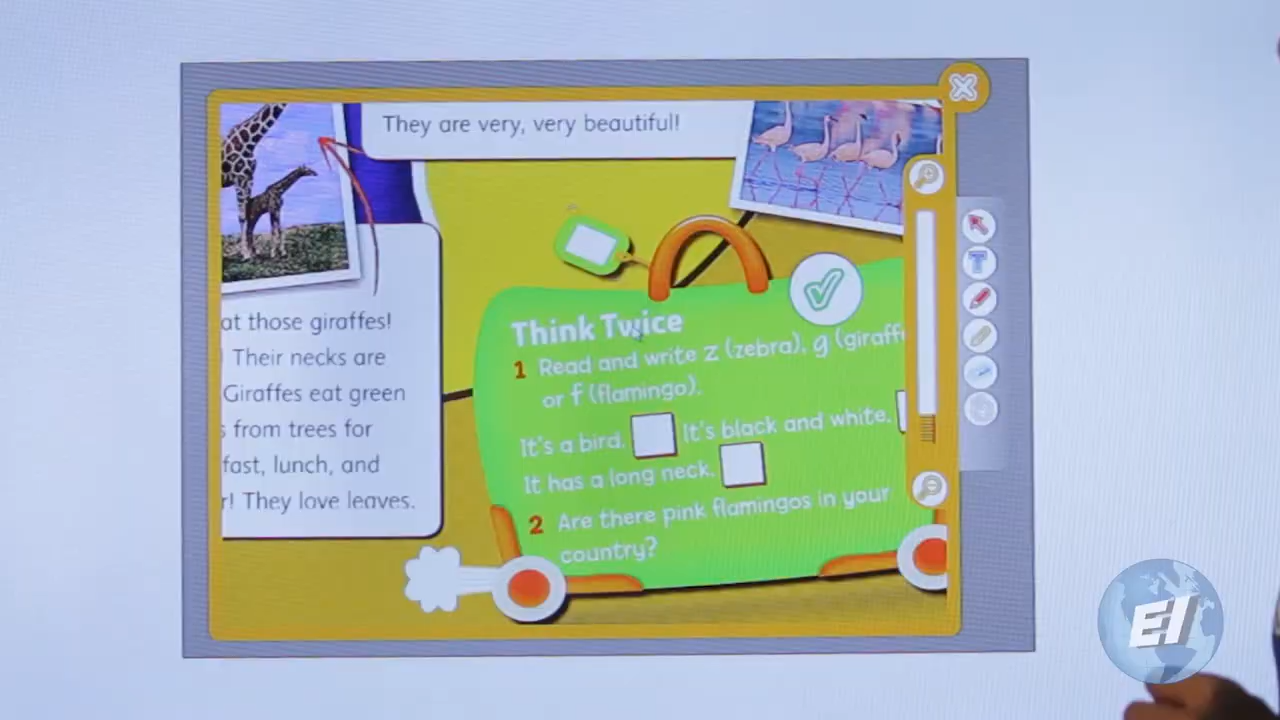 They are very, very beautiful!
at those giraffes!
Their necks are
Giraffes eat green
from trees for
fast, lunch, and
r! They love leaves.
Think Twice
1 Read and write z (zebra), g (giraff
or f (flamingo).
It's a bird. It's black and white.
It has a long neck.
2 Are there pink flamingos in your
country?
T
EI